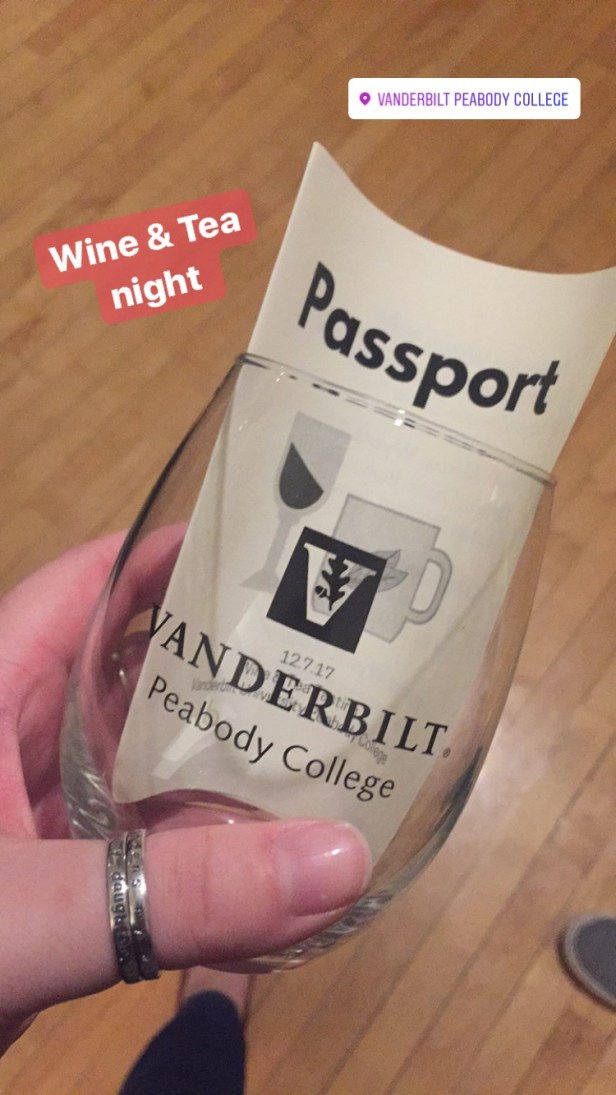 VANDERBILT PEABODY COLLEGE
Wine & Tea
night
Passport
12.7.17
VANDERBILT
Peabody College